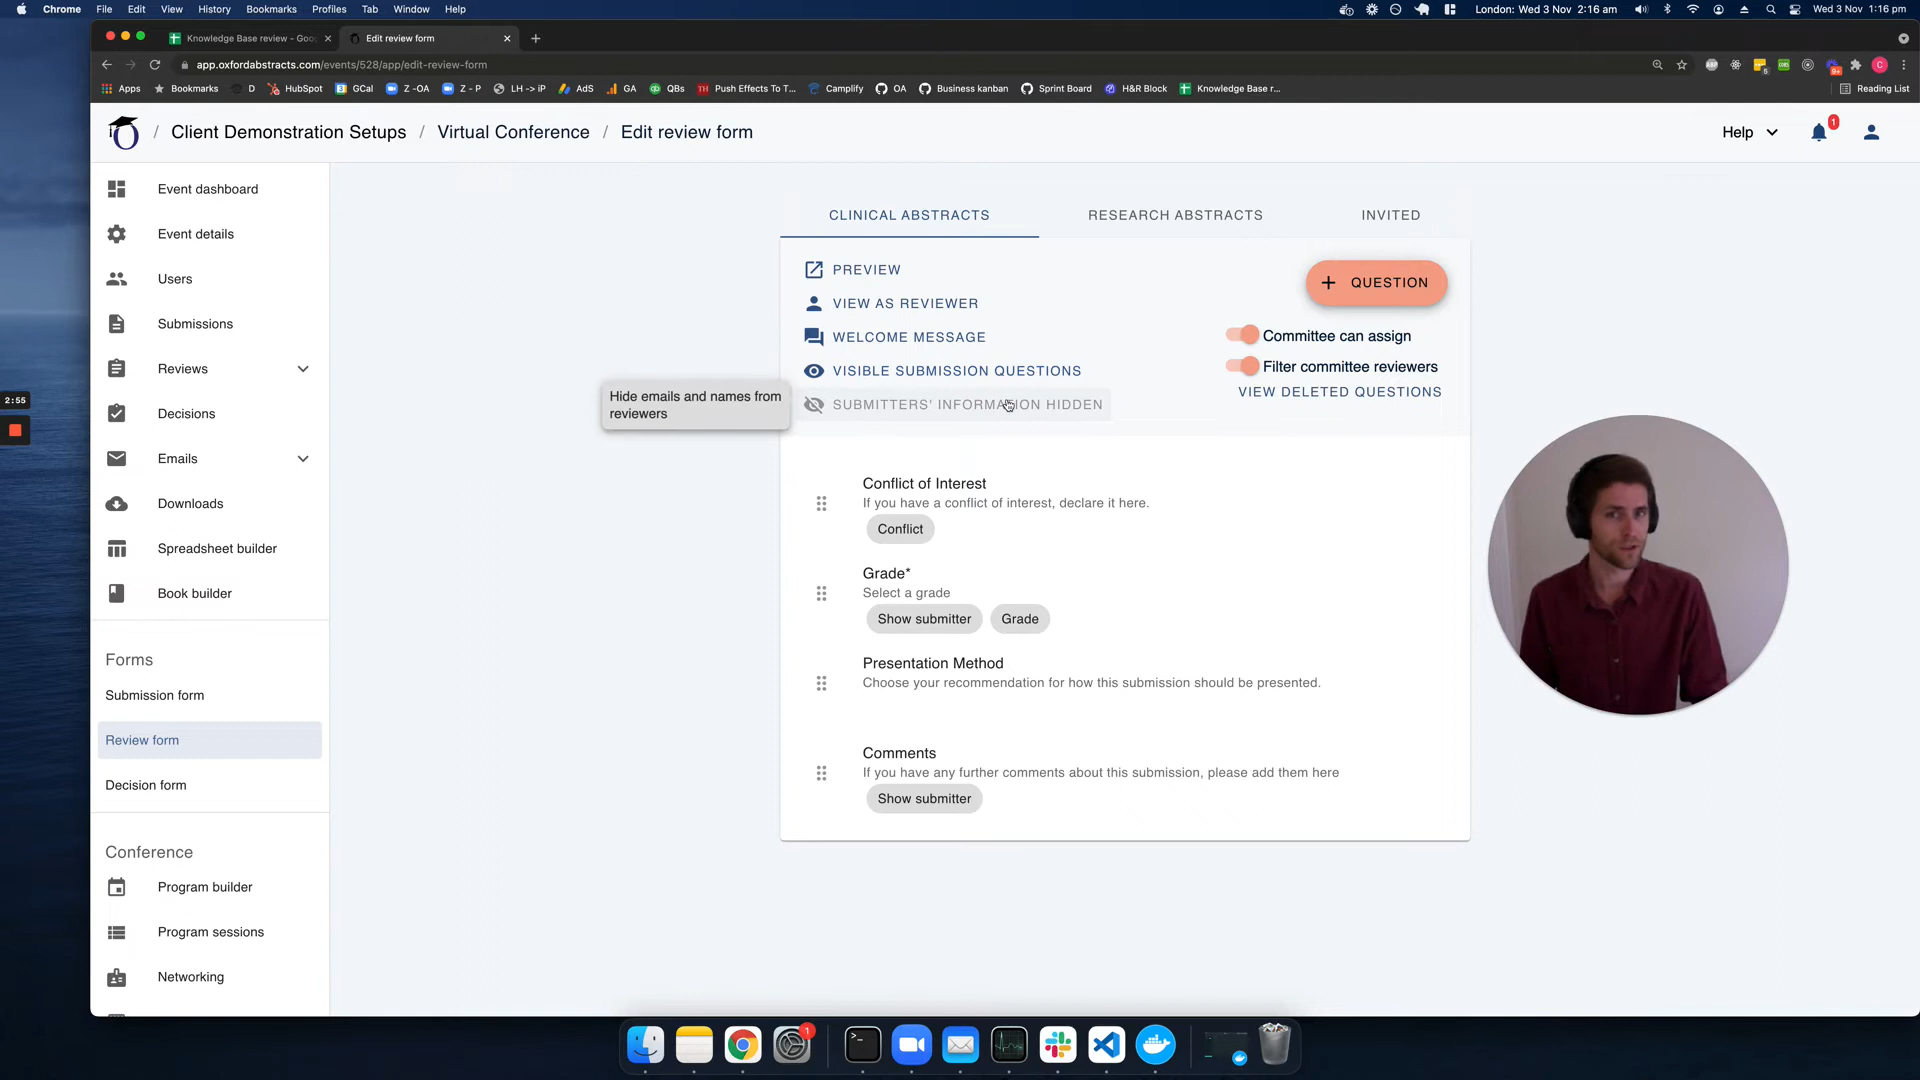 Chrome File Edit View History Bookmarks Profiles Tab Window Help
London: Wed 3 Nov 2:16 am
Wed 3 Nov 1:16 pm
Knowledge Base review - Goo
Edit review form
app.oxfordabstracts.com/events/528/app/edit-review-form
Apps Bookmarks D HubSpot GCal Z -OA Z - P LH -> iP AdS GA QBs Push Effects To T... Camplify OA Business kanban Sprint Board H&R Block Knowledge Base r... Reading List
/ Client Demonstration Setups / Virtual Conference / Edit review form
Help
1
Event dashboard
Event details
Users
Submissions
Reviews
Decisions
Emails
Downloads
Spreadsheet builder
Book builder
Forms
Submission form
Review form
Decision form
Conference
Program builder
Program sessions
Networking
2:55
CLINICAL ABSTRACTS
RESEARCH ABSTRACTS
INVITED
PREVIEW
VIEW AS REVIEWER
WELCOME MESSAGE
VISIBLE SUBMISSION QUESTIONS
SUBMITTERS' INFORMATION HIDDEN
Hide emails and names from
reviewers
+ QUESTION
Committee can assign
Filter committee reviewers
VIEW DELETED QUESTIONS
Conflict of Interest
If you have a conflict of interest, declare it here.
Conflict
Grade*
Select a grade
Show submitter
Grade
Presentation Method
Choose your recommendation for how this submission should be presented.
Comments
If you have any further comments about this submission, please add them here
Show submitter
1